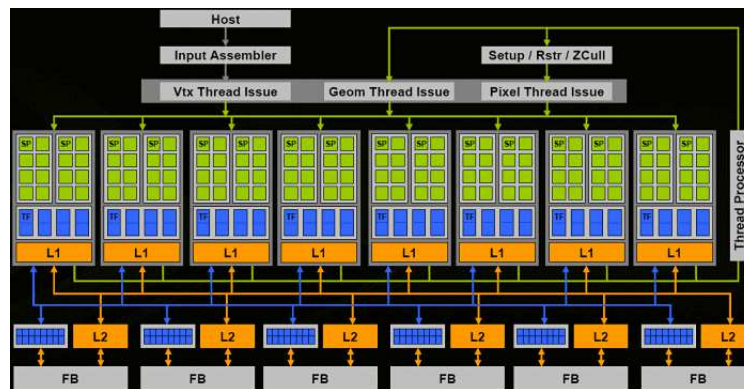 Host
Input Assembler
Setup / Rstr / ZCull
Vtx Thread Issue
Geom Thread Issue
Pixel Thread Issue
SP SP SP SP SP SP SP SP SP SP SP SP SP SP SP SP
Thread Processor
TF TF TF TF TF TF TF TF
L1 L1 L1 L1 L1 L1 L1 L1
L2 L2 L2 L2 L2 L2
FB FB FB FB FB FB